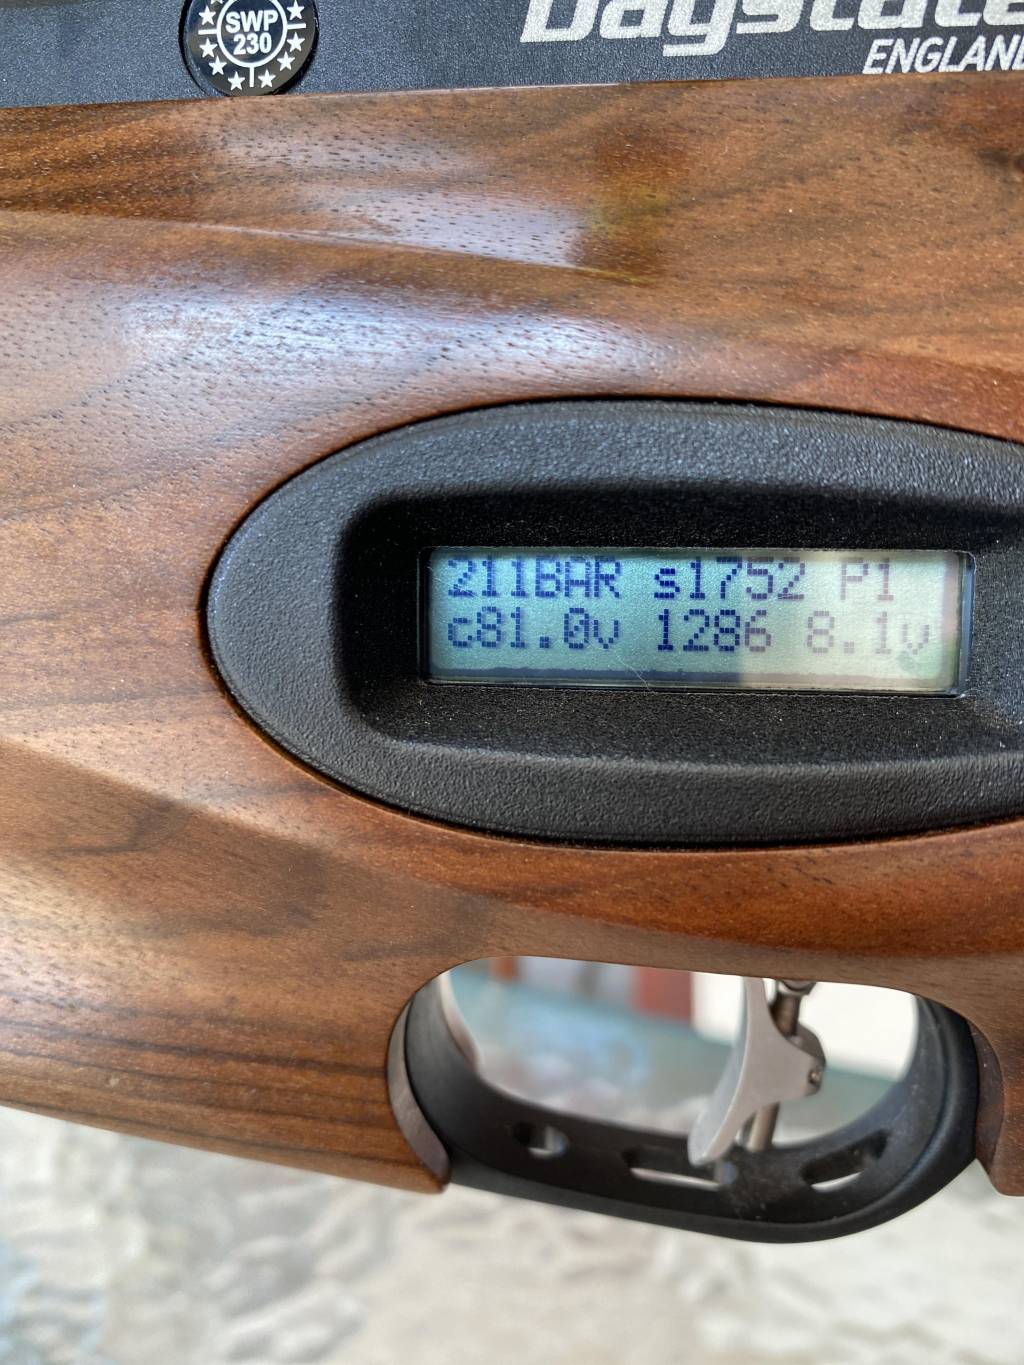 SWP
230
Daystate
ENGLAND
211BAR s1752 P1
c81.0v 1286 8.1v